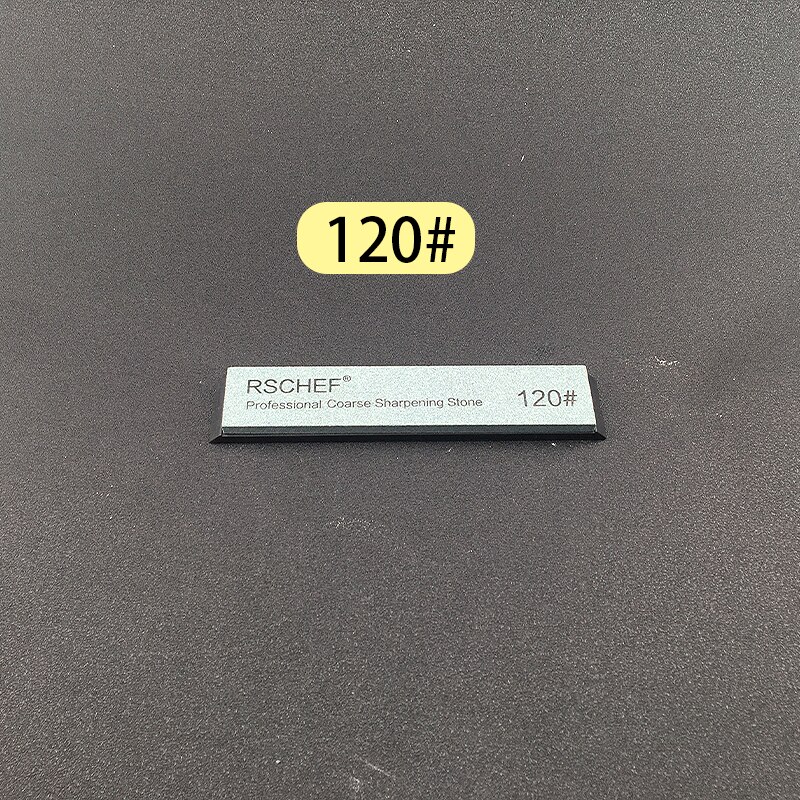 120#
RSCHEF®
Professional Coarse Sharpening Stone
120#